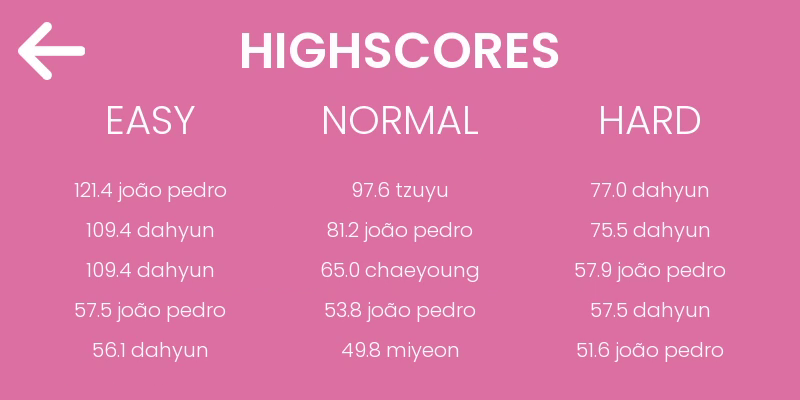 HIGHSCORES
EASY NORMAL HARD
121.4 joão pedro 97.6 tzuyu 77.0 dahyun
109.4 dahyun 81.2 joão pedro 75.5 dahyun
109.4 dahyun 65.0 chaeyoung 57.9 joão pedro
57.5 joão pedro 53.8 joão pedro 57.5 dahyun
56.1 dahyun 49.8 miyeon 51.6 joão pedro